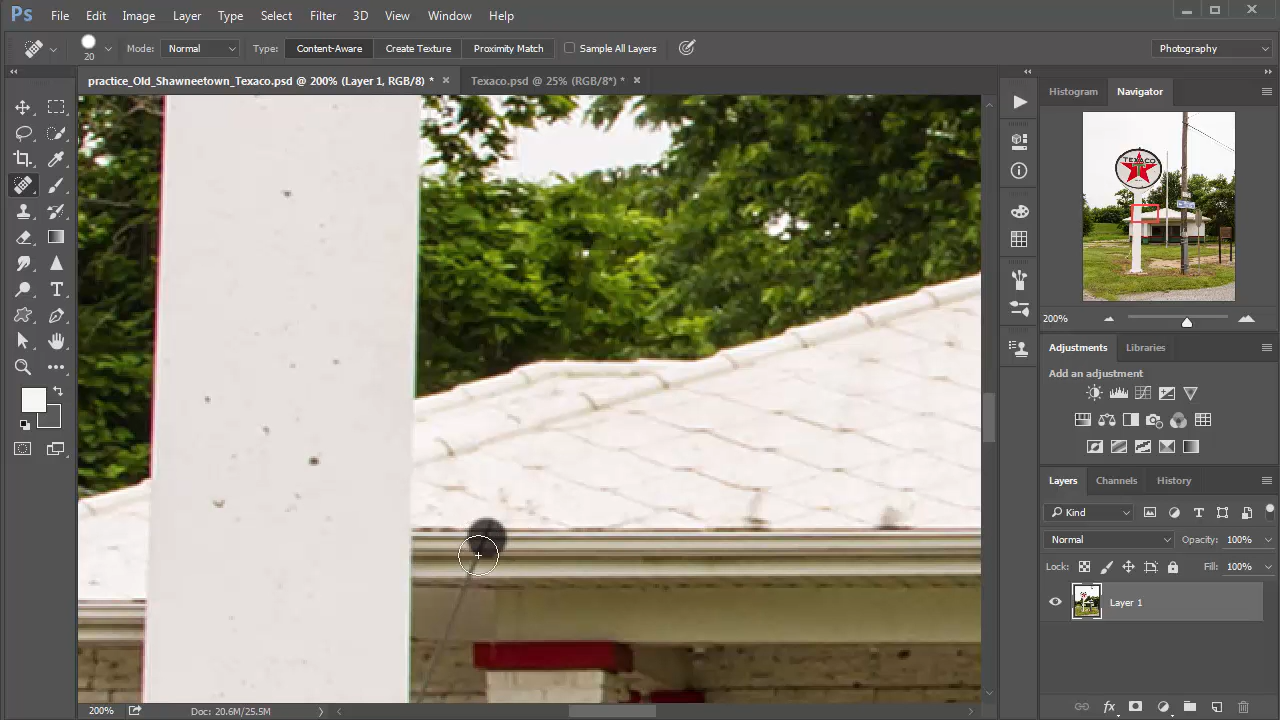 Ps File Edit Image Layer Type Select Filter 3D View Window Help
20 Mode: Normal Type: Content-Aware Create Texture Proximity Match Sample All Layers Photography
practice_Old_Shawneetown_Texaco.psd @ 200% (Layer 1, RGB/8) * Texaco.psd @ 25% (RGB/8*) *
Histogram Navigator
TEXACO
200%
Adjustments Libraries
Add an adjustment
Layers Channels History
Kind
Normal Opacity: 100%
Lock: Fill: 100%
Layer 1
200% Doc: 20.6M/25.5M
fx